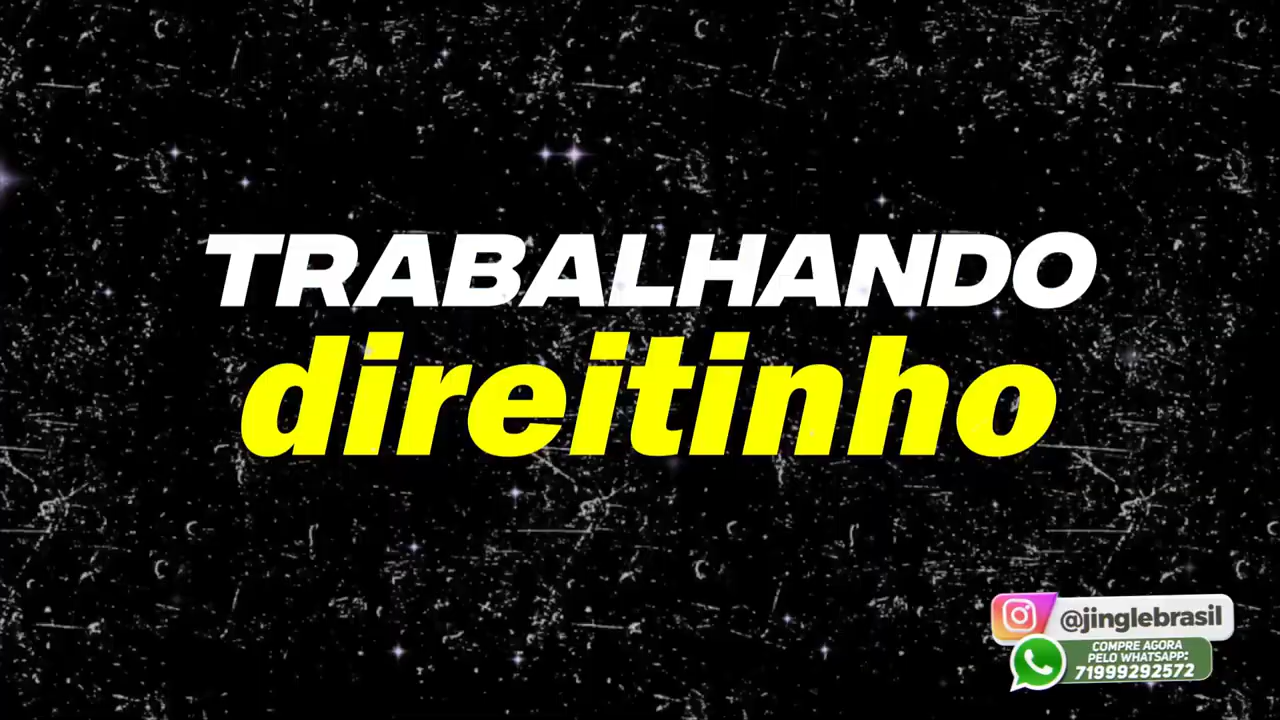 TRABALHANDO
direitinho
@jinglebrasil
COMPRE AGORA
PELO WHATSAPP:
71999292572